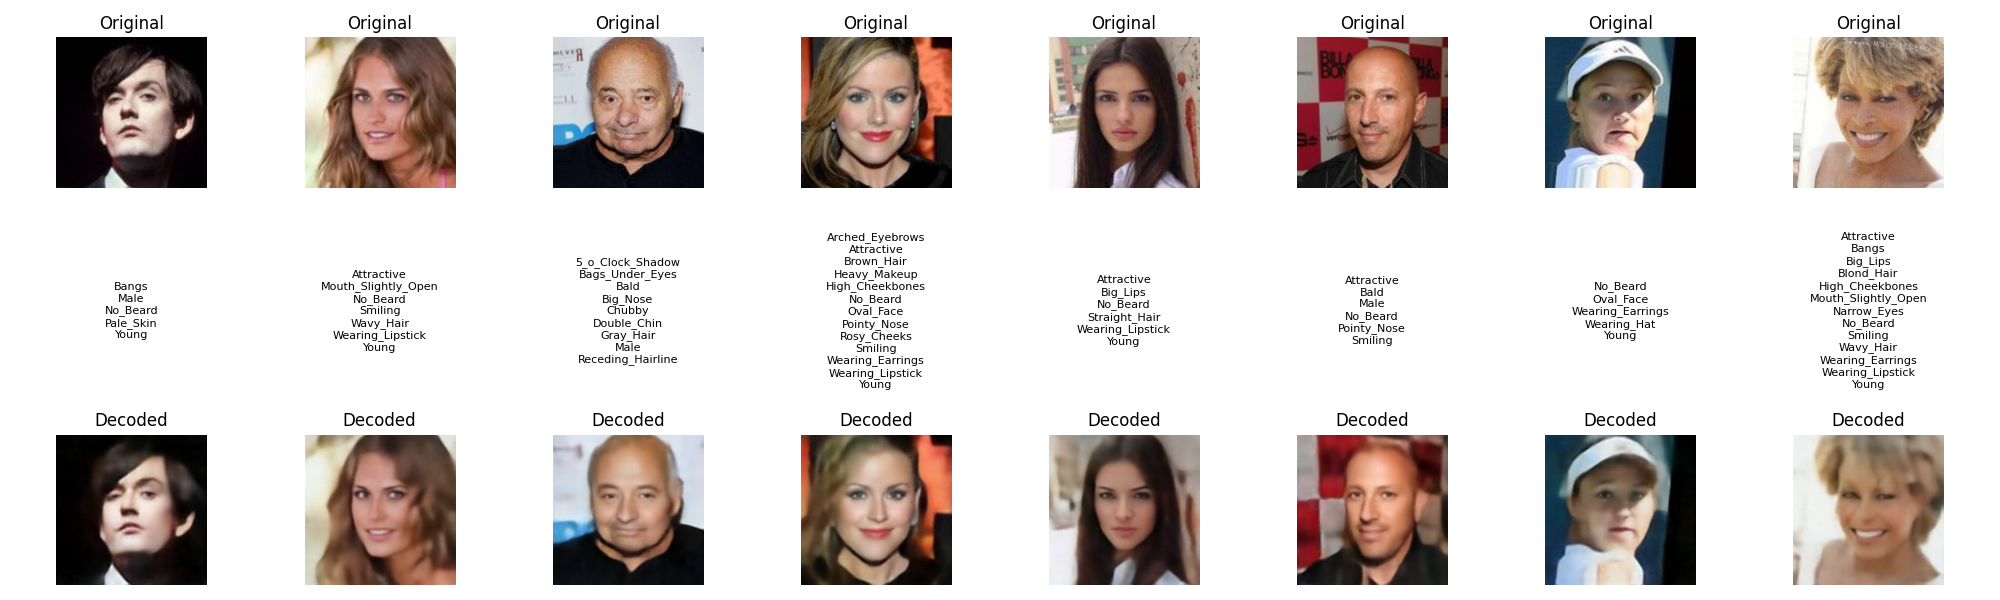 Original
Original
Original
Original
Original
Original
Original
Original
BILLA
BONG
Bangs
Male
No_Beard
Pale_Skin
Young
Attractive
Mouth_Slightly_Open
No_Beard
Smiling
Wavy_Hair
Wearing_Lipstick
Young
5_o_Clock_Shadow
Bags_Under_Eyes
Bald
Big_Nose
Chubby
Double_Chin
Gray_Hair
Male
Receding_Hairline
Arched_Eyebrows
Attractive
Brown_Hair
Heavy_Makeup
High_Cheekbones
No_Beard
Oval_Face
Pointy_Nose
Rosy_Cheeks
Smiling
Wearing_Earrings
Wearing_Lipstick
Young
Attractive
Big_Lips
No_Beard
Straight_Hair
Wearing_Lipstick
Young
Attractive
Bald
Male
No_Beard
Pointy_Nose
Smiling
No_Beard
Oval_Face
Wearing_Earrings
Wearing_Hat
Young
Attractive
Bangs
Big_Lips
Blond_Hair
High_Cheekbones
Mouth_Slightly_Open
Narrow_Eyes
No_Beard
Smiling
Wavy_Hair
Wearing_Earrings
Wearing_Lipstick
Young
Decoded
Decoded
Decoded
Decoded
Decoded
Decoded
Decoded
Decoded